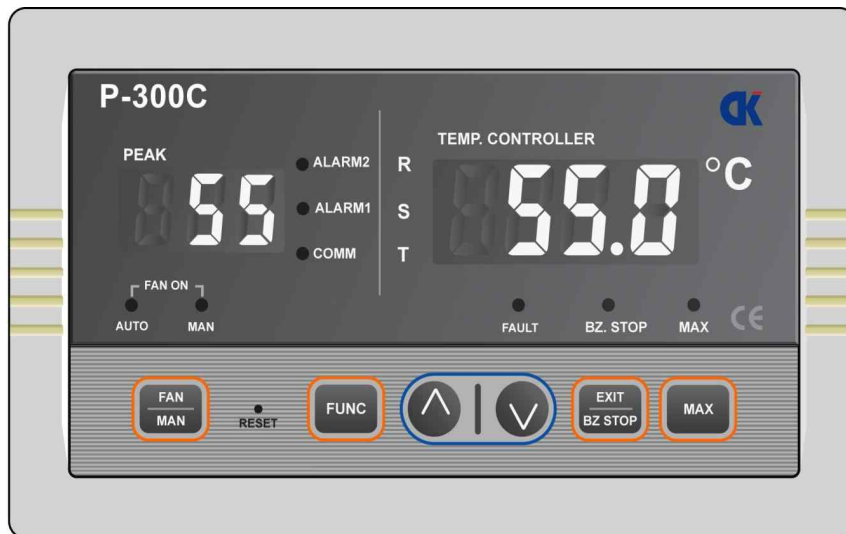 P-300C
DK
PEAK
55
ALARM2
ALARM1
COMM
FAN ON
AUTO
MAN
R
S
T
TEMP. CONTROLLER
55.0
°C
FAULT
BZ. STOP
MAX
CE
FAN
MAN
RESET
FUNC
EXIT
BZ STOP
MAX